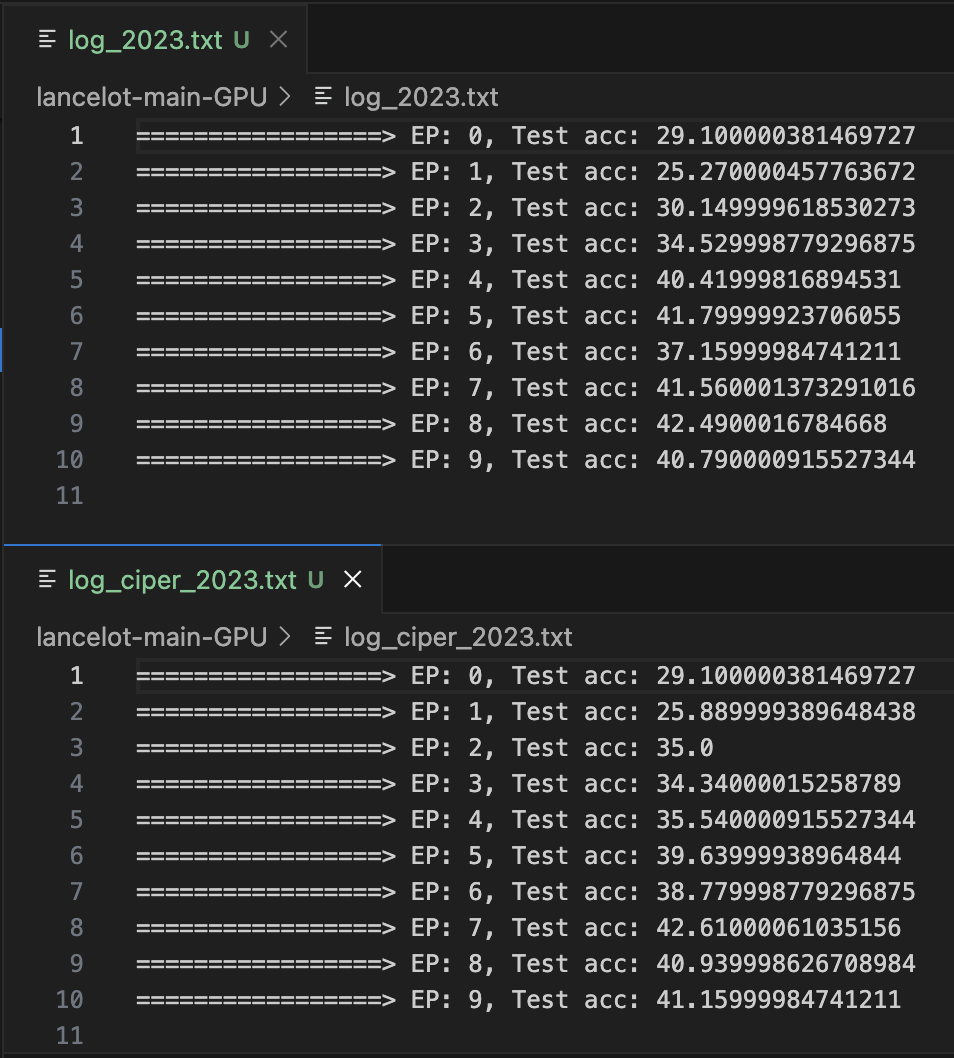 log_2023.txt U
lancelot-main-GPU > log_2023.txt
1 =================> EP: 0, Test acc: 29.100000381469727
2 =================> EP: 1, Test acc: 25.270000457763672
3 =================> EP: 2, Test acc: 30.149999618530273
4 =================> EP: 3, Test acc: 34.529998779296875
5 =================> EP: 4, Test acc: 40.41999816894531
6 =================> EP: 5, Test acc: 41.79999923706055
7 =================> EP: 6, Test acc: 37.15999984741211
8 =================> EP: 7, Test acc: 41.560001373291016
9 =================> EP: 8, Test acc: 42.4900016784668
10 =================> EP: 9, Test acc: 40.790000915527344
11
log_ciper_2023.txt U
lancelot-main-GPU > log_ciper_2023.txt
1 =================> EP: 0, Test acc: 29.100000381469727
2 =================> EP: 1, Test acc: 25.889999389648438
3 =================> EP: 2, Test acc: 35.0
4 =================> EP: 3, Test acc: 34.34000015258789
5 =================> EP: 4, Test acc: 35.540000915527344
6 =================> EP: 5, Test acc: 39.63999938964844
7 =================> EP: 6, Test acc: 38.779998779296875
8 =================> EP: 7, Test acc: 42.61000061035156
9 =================> EP: 8, Test acc: 40.939998626708984
10 =================> EP: 9, Test acc: 41.15999984741211
11